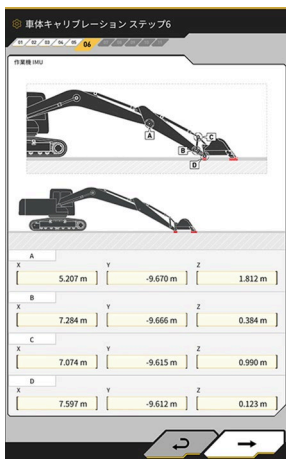 車体キャリブレーション ステップ6
01 / 02 / 03 / 04 / 05 / 06
作業機 IMU
A
B
C
D
A
X Y Z
5.207 m -9.670 m 1.812 m
B
X Y Z
7.284 m -9.666 m 0.384 m
C
X Y Z
7.074 m -9.615 m 0.990 m
D
X Y Z
7.597 m -9.612 m 0.123 m